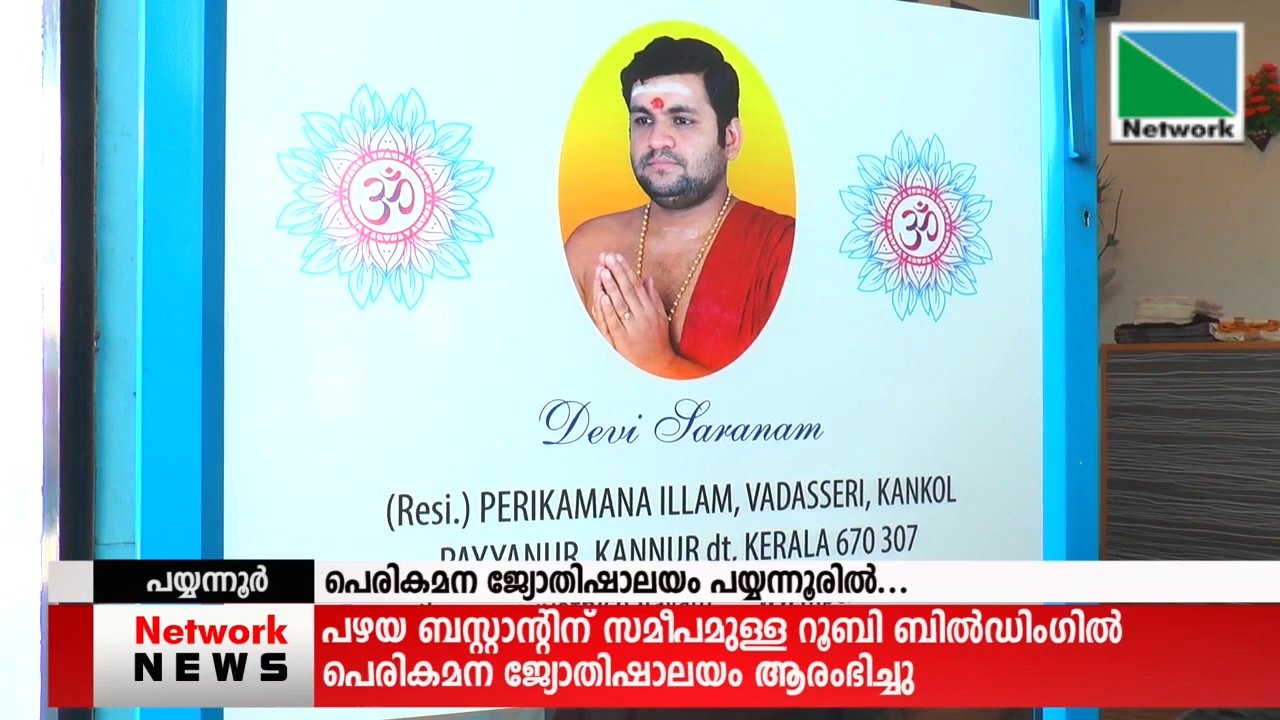 ॐ
ॐ
Network
Devi Saranam
(Resi.) PERIKAMANA ILLAM, VADASSERI, KANKOL
PAYYANUR, KANNUR dt, KERALA 670 307
പയ്യന്നൂർ
പെരികമന ജ്യോതിഷാലയം പയ്യന്നൂരിൽ...
Network
NEWS
പഴയ ബസ്റ്റാന്റിന് സമീപമുള്ള റൂബി ബിൽഡിംഗിൽ
പെരികമന ജ്യോതിഷാലയം ആരംഭിച്ചു